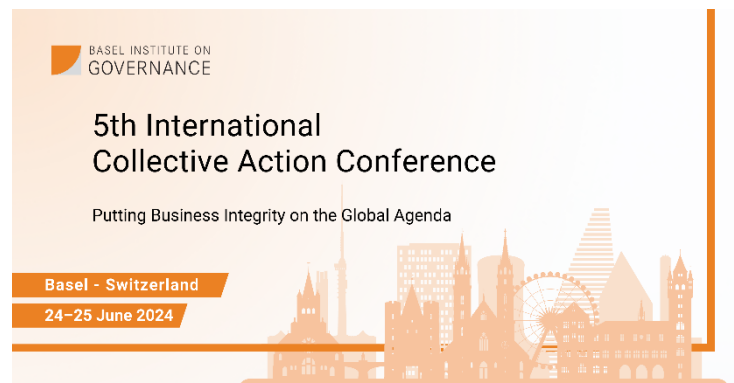 BASEL INSTITUTE ON
GOVERNANCE
5th International
Collective Action Conference
Putting Business Integrity on the Global Agenda
Basel - Switzerland
24–25 June 2024